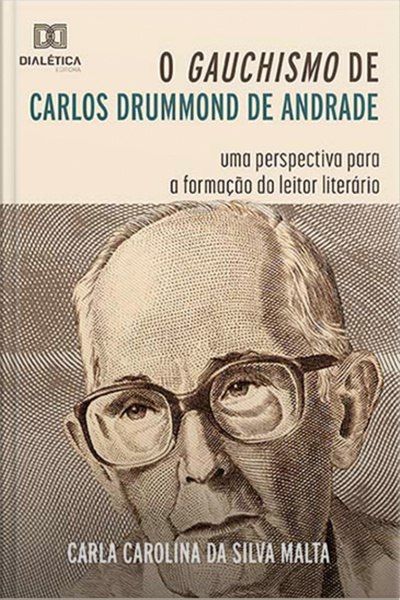 DIALÉTICA
EDITORA
O GAUCHISMO DE
CARLOS DRUMMOND DE ANDRADE
uma perspectiva para
a formação do leitor literário
CARLA CAROLINA DA SILVA MALTA